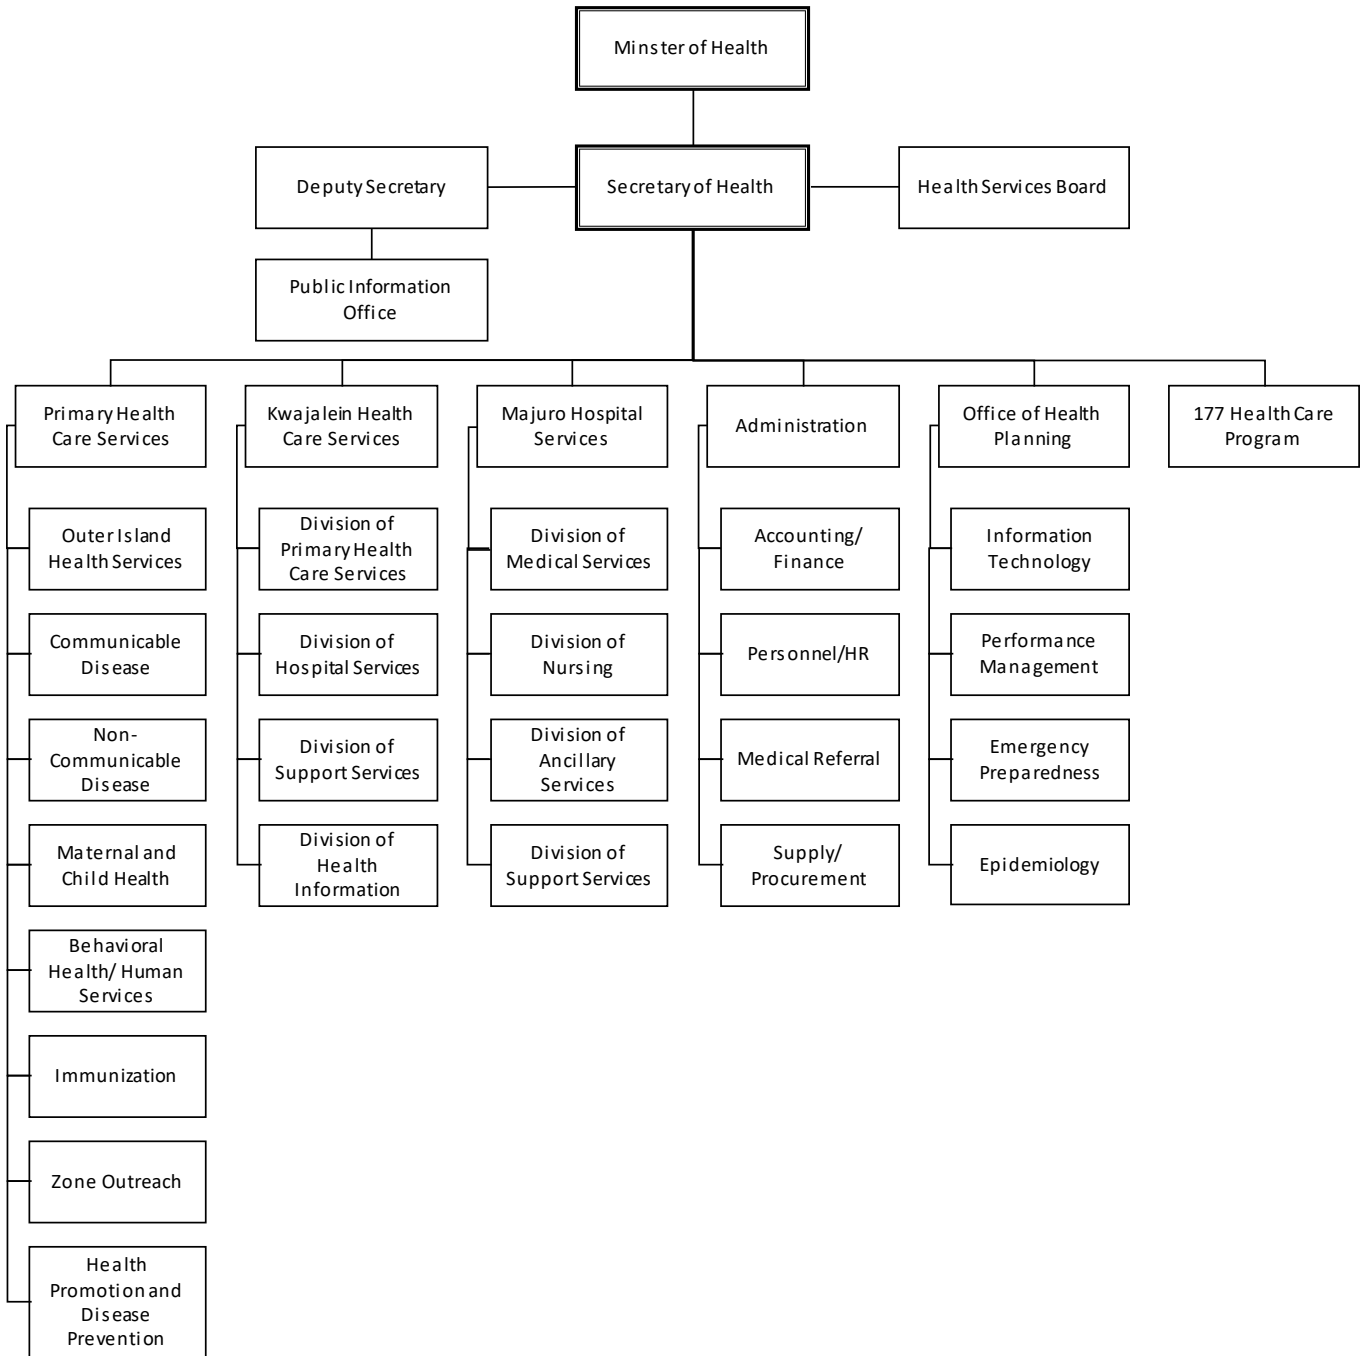 Minster of Health
Deputy Secretary
Secretary of Health
Health Services Board
Public Information
Office
Primary Health
Care Services
Kwajalein Health
Care Services
Majuro Hospital
Services
Administration
Office of Health
Planning
177 Health Care
Program
Outer Island
Health Services
Division of
Primary Health
Care Services
Division of
Medical Services
Accounting/
Finance
Information
Technology
Communicable
Disease
Division of
Hospital Services
Division of
Nursing
Personnel/HR
Performance
Management
Non-
Communicable
Disease
Division of
Support Services
Division of
Ancillary
Services
Medical Referral
Emergency
Preparedness
Maternal and
Child Health
Division of
Health
Information
Division of
Support Services
Supply/
Procurement
Epidemiology
Behavioral
Health/ Human
Services
Immunization
Zone Outreach
Health
Promotion and
Disease
Prevention